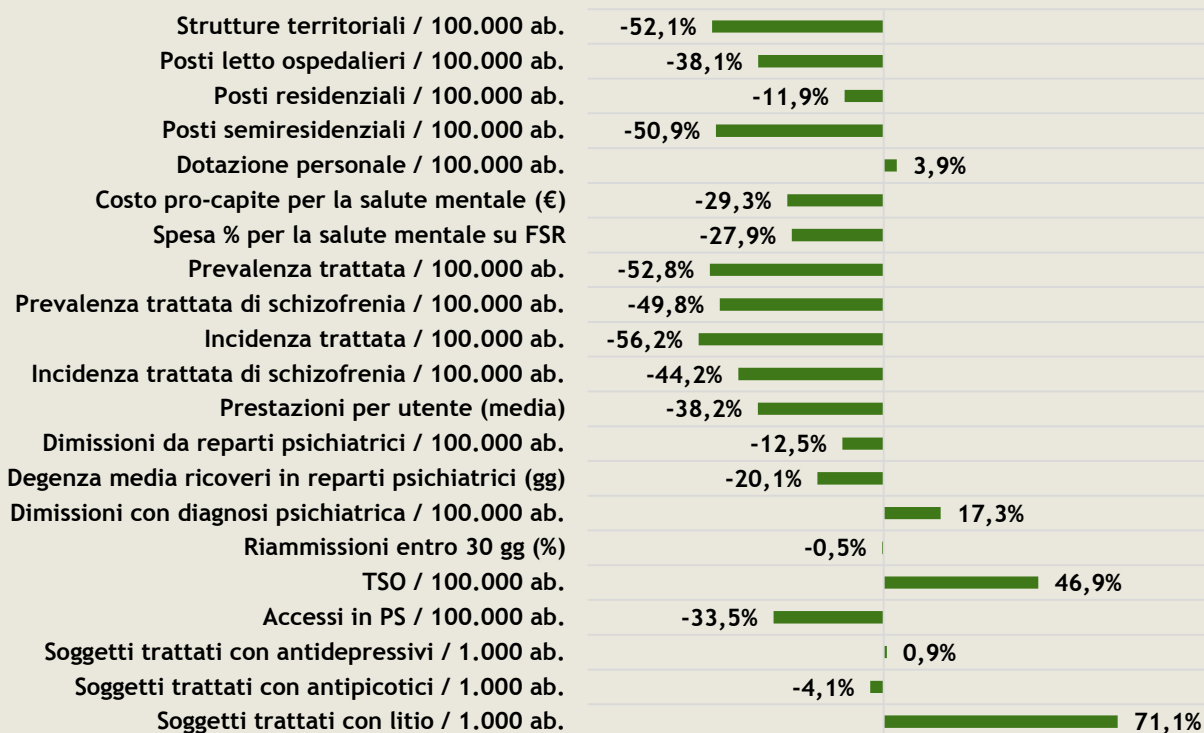 Strutture territoriali / 100.000 ab. -52,1%
Posti letto ospedalieri / 100.000 ab. -38,1%
Posti residenziali / 100.000 ab. -11,9%
Posti semiresidenziali / 100.000 ab. -50,9%
Dotazione personale / 100.000 ab. 3,9%
Costo pro-capite per la salute mentale (€) -29,3%
Spesa % per la salute mentale su FSR -27,9%
Prevalenza trattata / 100.000 ab. -52,8%
Prevalenza trattata di schizofrenia / 100.000 ab. -49,8%
Incidenza trattata / 100.000 ab. -56,2%
Incidenza trattata di schizofrenia / 100.000 ab. -44,2%
Prestazioni per utente (media) -38,2%
Dimissioni da reparti psichiatrici / 100.000 ab. -12,5%
Degenza media ricoveri in reparti psichiatrici (gg) -20,1%
Dimissioni con diagnosi psichiatrica / 100.000 ab. 17,3%
Riammissioni entro 30 gg (%) -0,5%
TSO / 100.000 ab. 46,9%
Accessi in PS / 100.000 ab. -33,5%
Soggetti trattati con antidepressivi / 1.000 ab. 0,9%
Soggetti trattati con antipicotici / 1.000 ab. -4,1%
Soggetti trattati con litio / 1.000 ab. 71,1%